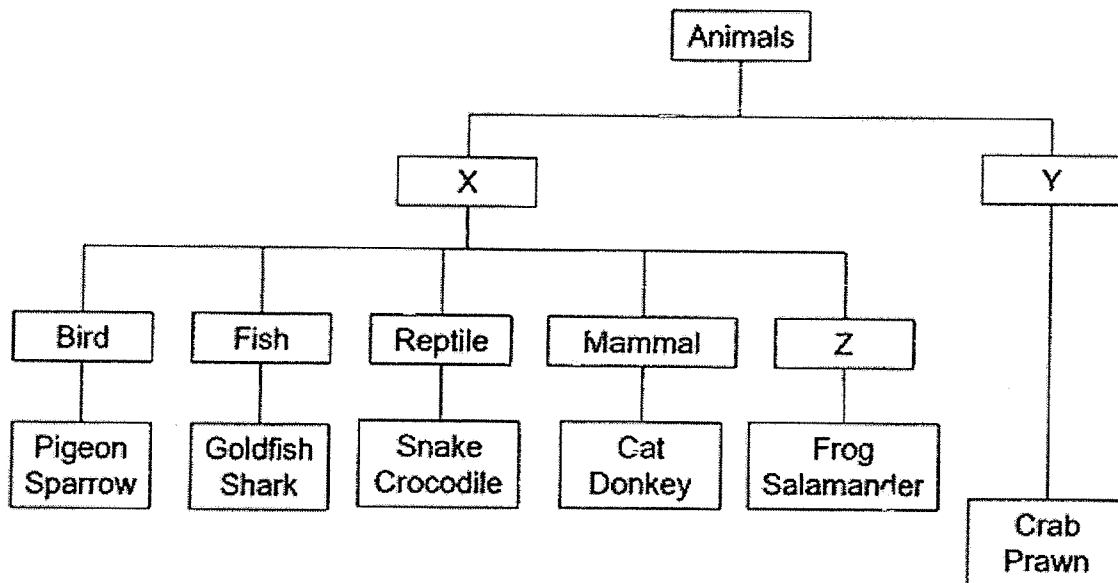 Animals
X
Y
Bird
Fish
Reptile
Mammal
Z
Pigeon
Sparrow
Goldfish
Shark
Snake
Crocodile
Cat
Donkey
Frog
Salamander
Crab
Prawn